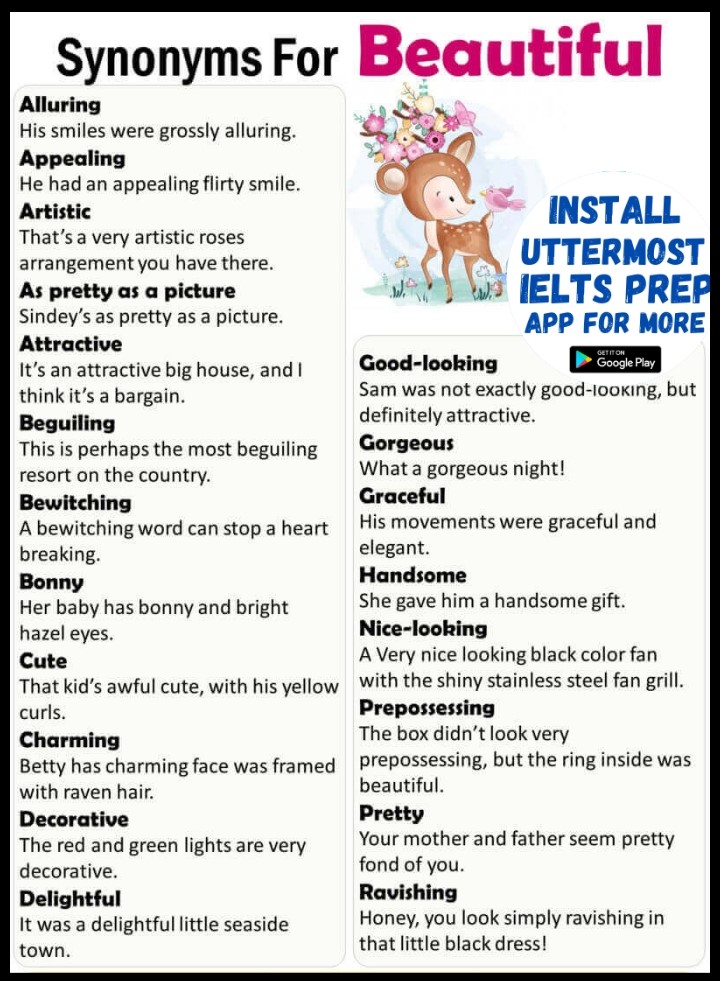 Synonyms For Beautiful
Alluring
His smiles were grossly alluring.
Appealing
He had an appealing flirty smile.
Artistic
That's a very artistic roses
arrangement you have there.
As pretty as a picture
Sindey's as pretty as a picture.
Attractive
It's an attractive big house, and I
think it's a bargain.
Beguiling
This is perhaps the most beguiling
resort on the country.
Bewitching
A bewitching word can stop a heart
breaking.
Bonny
Her baby has bonny and bright
hazel eyes.
Cute
That kid's awful cute, with his yellow
curls.
Charming
Betty has charming face was framed
with raven hair.
Decorative
The red and green lights are very
decorative.
Delightful
It was a delightful little seaside
town.
INSTALL
UTTERMOST
IELTS PREP
APP FOR MORE
GET IT ON
Google Play
Good-looking
Sam was not exactly good-looking, but
definitely attractive.
Gorgeous
What a gorgeous night!
Graceful
His movements were graceful and
elegant.
Handsome
She gave him a handsome gift.
Nice-looking
A Very nice looking black color fan
with the shiny stainless steel fan grill.
Prepossessing
The box didn't look very
prepossessing, but the ring inside was
beautiful.
Pretty
Your mother and father seem pretty
fond of you.
Ravishing
Honey, you look simply ravishing in
that little black dress!